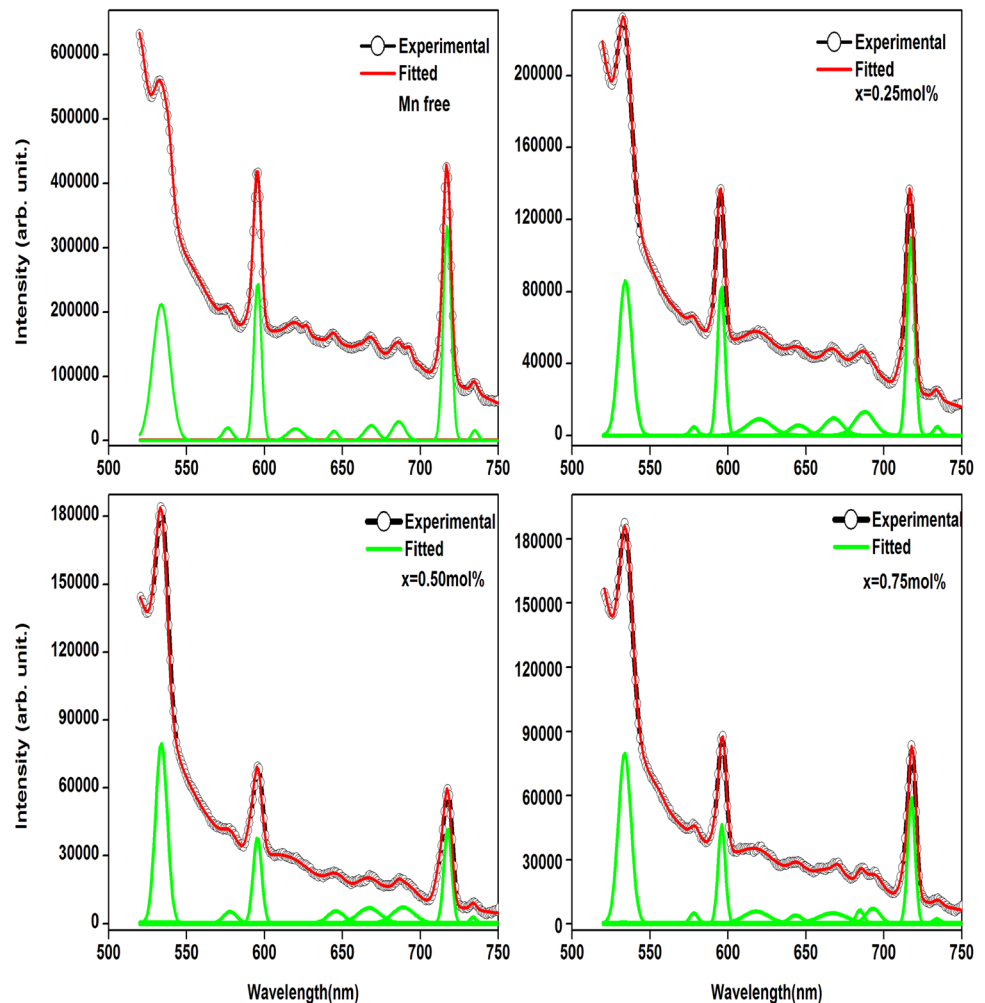 Intensity (arb. unit.)
600000
500000
400000
300000
200000
100000
0
Experimental
Fitted
Mn free
500 550 600 650 700 750
200000
160000
120000
80000
40000
0
Experimental
Fitted
x=0.25mol%
500 550 600 650 700 750
Intensity (arb. unit.)
180000
150000
120000
90000
60000
30000
0
Experimental
Fitted
x=0.50mol%
500 550 600 650 700 750
Wavelength(nm)
180000
150000
120000
90000
60000
30000
0
Experimental
Fitted
x=0.75mol%
500 550 600 650 700 750
Wavelength(nm)